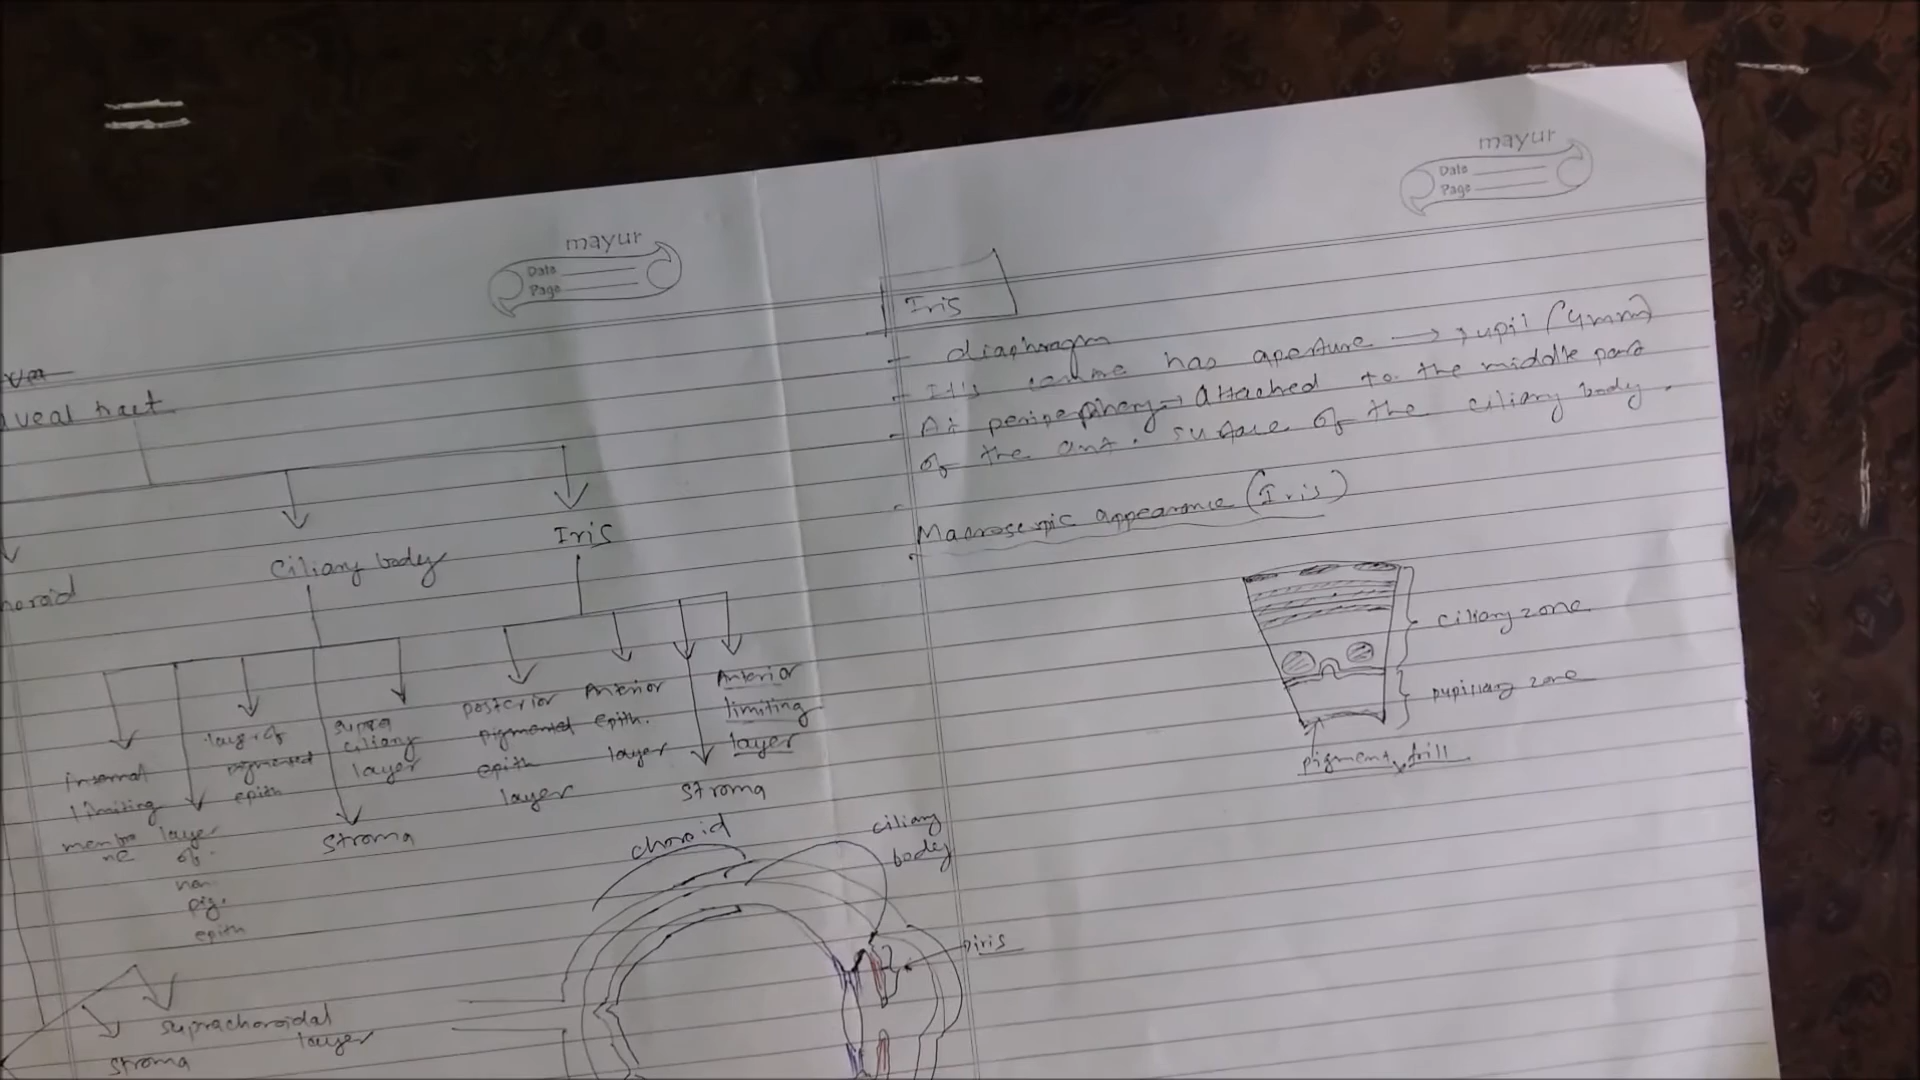 mayur
Date
Page
uveal tract
Ciliary body
Iris
internal
limiting
membra
ne
layer
of
non
pig.
epith
layer of
pigmented
epith
Stroma
supra
ciliary
layer
posterior
pigmented
epith
layer
Anterior
epith.
layer
Stroma
Anterior
limiting
layer
choroid
ciliary
body
iris
suprachoroidal
layer
stroma
mayur
Date
Page
Iris
- diaphragm
- It's has aperture → pupil (4mm)
- At → attached to the middle part
of the ant. surface of the ciliary body.
Macroscopic appearance (Iris)
ciliary zone
pupillary zone
pigment frill